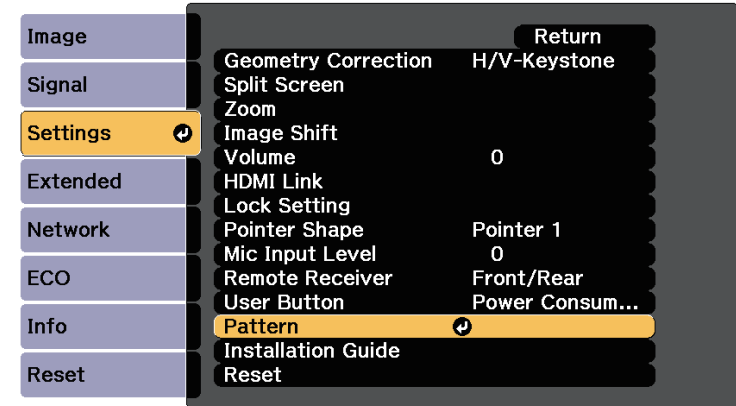 Image
Signal
Settings
Extended
Network
ECO
Info
Reset
Return
Geometry Correction H/V-Keystone
Split Screen
Zoom
Image Shift
Volume 0
HDMI Link
Lock Setting
Pointer Shape Pointer 1
Mic Input Level 0
Remote Receiver Front/Rear
User Button Power Consum...
Pattern
Installation Guide
Reset